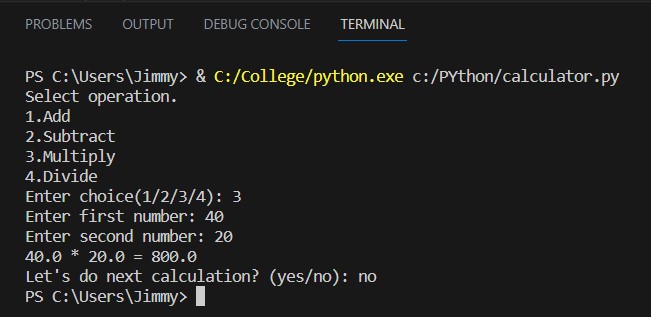 PROBLEMS OUTPUT DEBUG CONSOLE TERMINAL
PS C:\Users\Jimmy> & C:/College/python.exe c:/PYthon/calculator.py
Select operation.
1.Add
2.Subtract
3.Multiply
4.Divide
Enter choice(1/2/3/4): 3
Enter first number: 40
Enter second number: 20
40.0 * 20.0 = 800.0
Let's do next calculation? (yes/no): no
PS C:\Users\Jimmy>